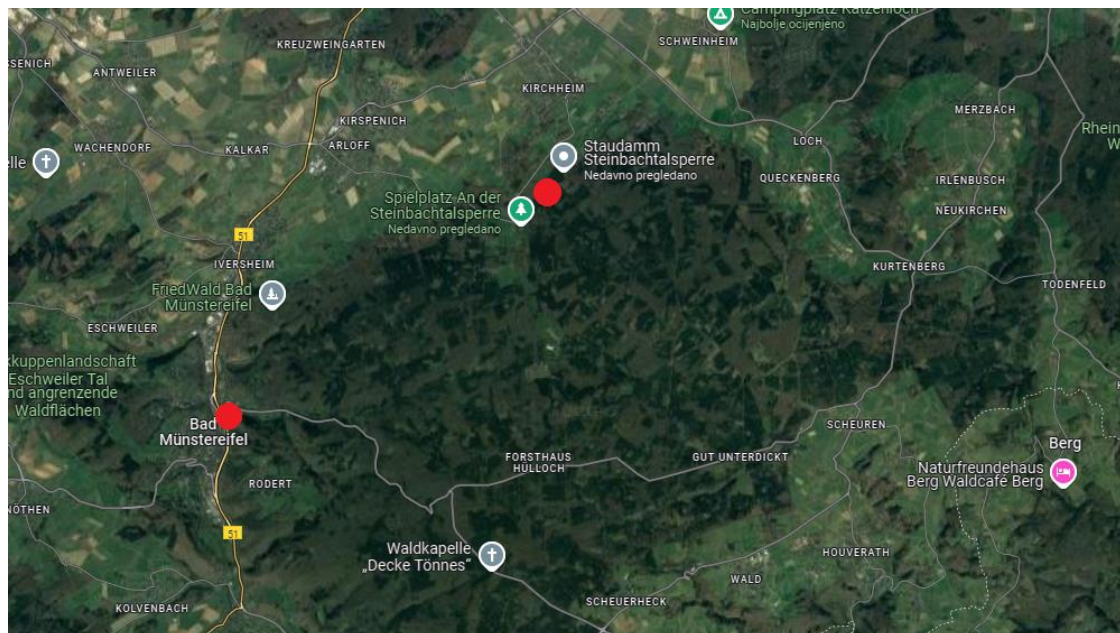 Campingplatz Katzenloch
Najbolje ocijenjeno
SCHWEINHEIM
KREUZWEINGARTEN
SSENICH
ANTWEILER
KIRCHHEIM
MERZBACH
KIRSPENICH
Rhein
W
WACHENDORF
KALKAR
ARLOFF
elle
Staudamm
Steinbachtalsperre
Nedavno pregledano
LOCH
QUECKENBERG
IRLENBUSCH
Spielplatz An der
Steinbachtalsperre
Nedavno pregledano
NEUKIRCHEN
51
IVERSHEIM
KURTENBERG
TODENFELD
FriedWald Bad
Münstereifel
ESCHWEILER
kkuppenlandschaft
Eschweiler Tal
nd angrenzende
Waldflächen
Bad
Münstereifel
SCHEUREN
FORSTHAUS
HÜLLOCH
GUT UNTERDICKT
Berg
Naturfreundehaus
Berg Waldcafé Berg
RODERT
NÖTHEN
51
Waldkapelle
„Decke Tönnes“
HOUVERATH
WALD
KOLVENBACH
SCHEUERHECK